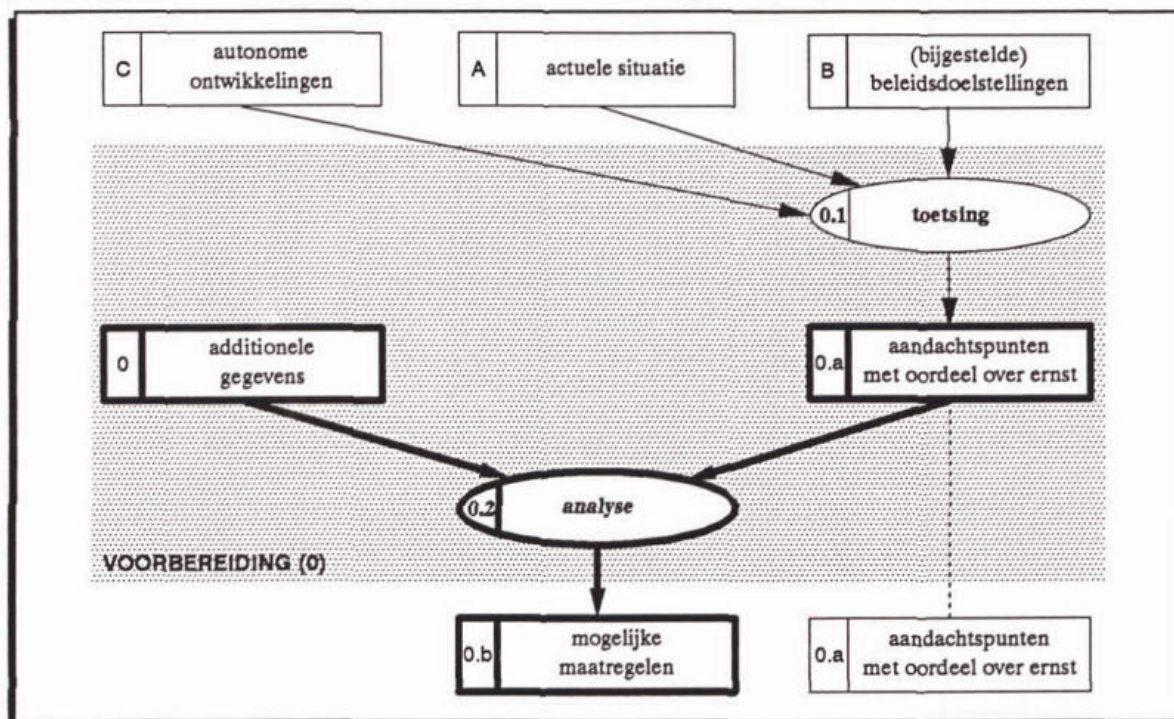 C
autonome
ontwikkelingen
A
actuele situatie
B
(bijgestelde)
beleidsdoelstellingen
0.1
toetsing
0
additionele
gegevens
0.a
aandachtspunten
met oordeel over ernst
0.2
analyse
VOORBEREIDING (0)
0.b
mogelijke
maatregelen
0.a
aandachtspunten
met oordeel over ernst